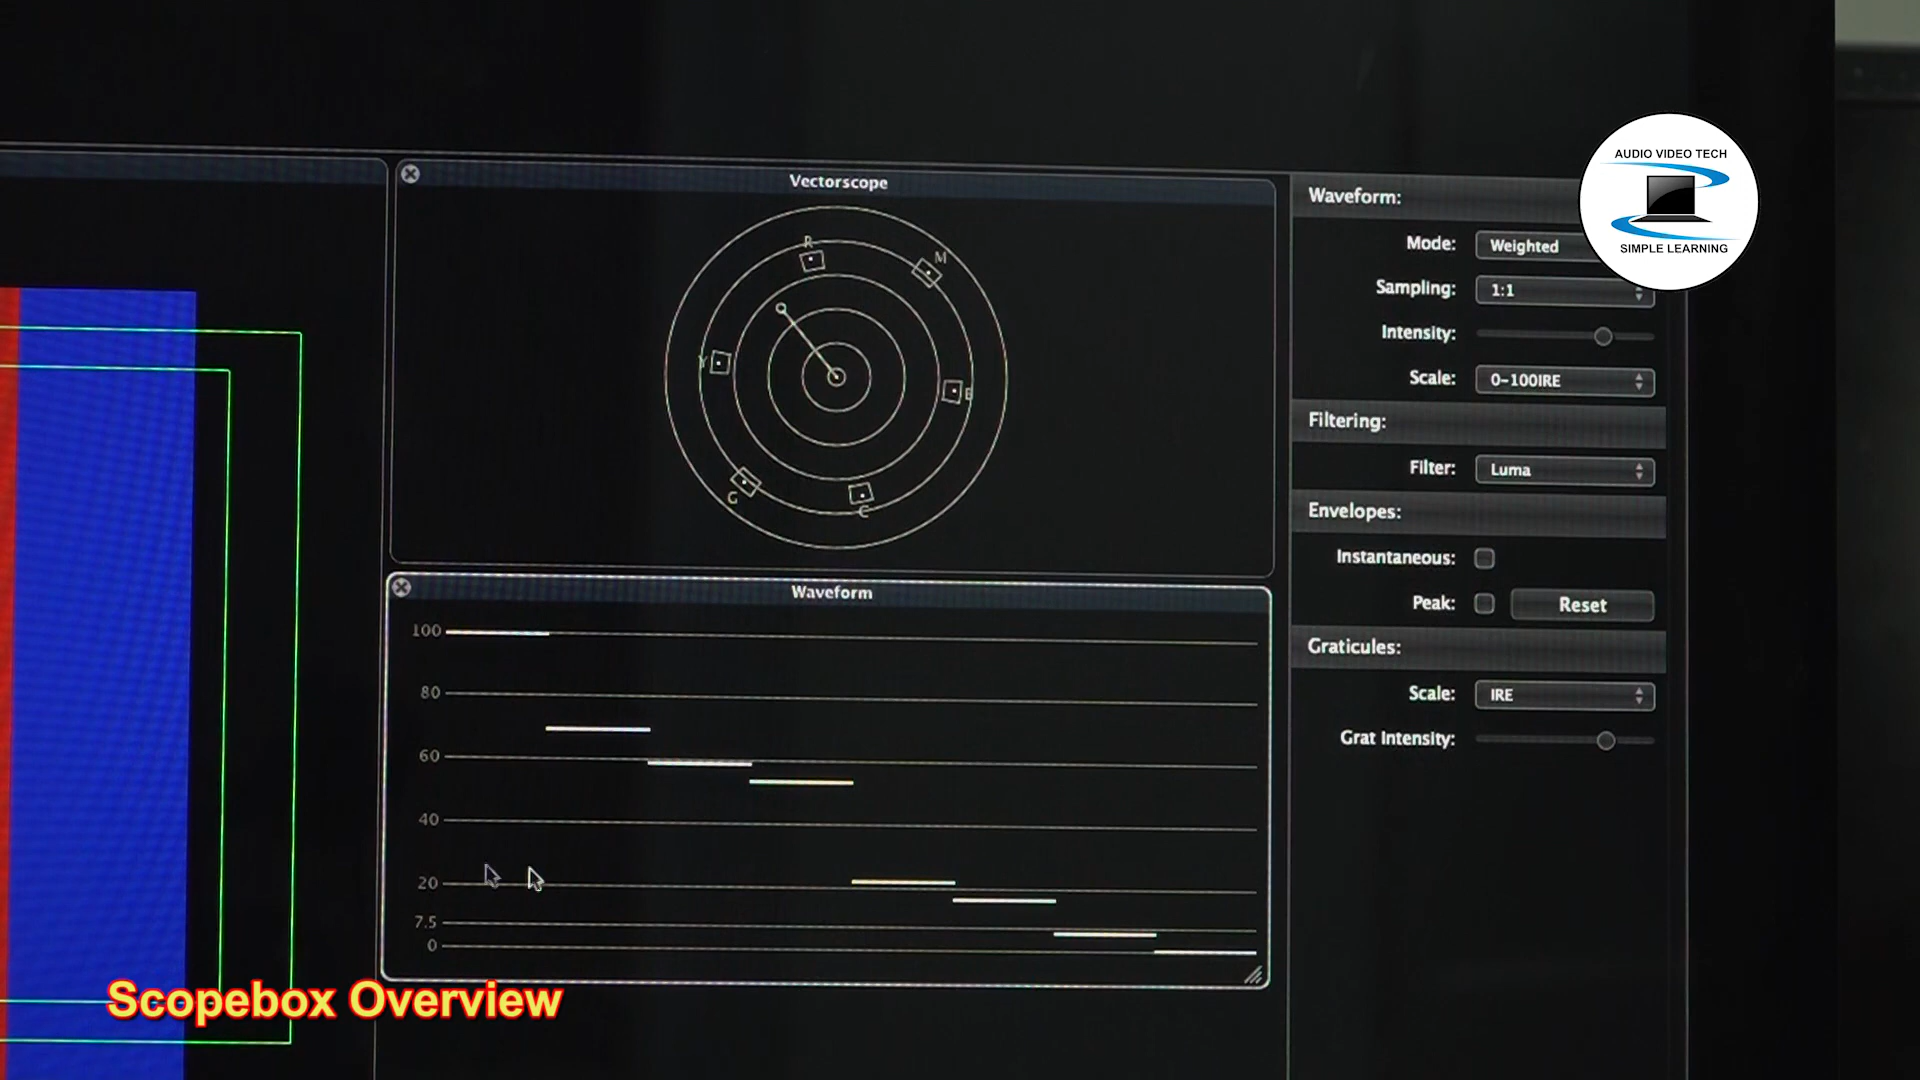 AUDIO VIDEO TECH
SIMPLE LEARNING
Vectorscope
R
M
Y
B
G
C
Waveform
100
80
60
40
20
7.5
0
Waveform:
Mode: Weighted
Sampling: 1:1
Intensity:
Scale: 0-100IRE
Filtering:
Filter: Luma
Envelopes:
Instantaneous:
Peak: Reset
Graticules:
Scale: IRE
Grat Intensity:
Scopebox Overview